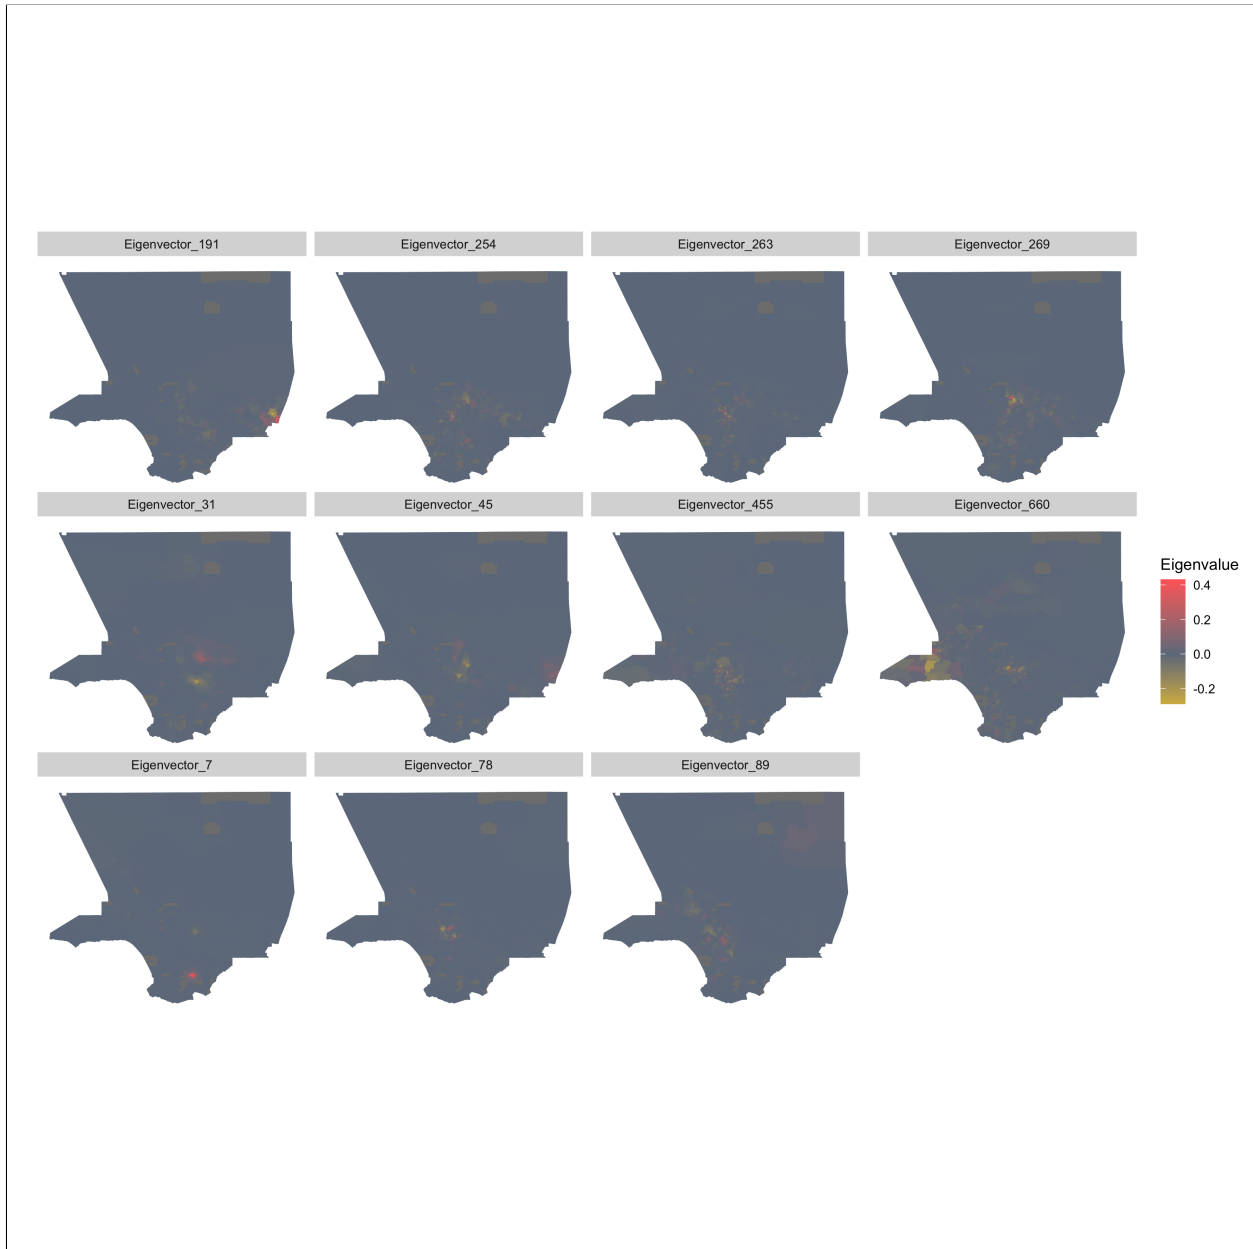 Eigenvector_191
Eigenvector_254
Eigenvector_263
Eigenvector_269
Eigenvector_31
Eigenvector_45
Eigenvector_455
Eigenvector_660
Eigenvector_7
Eigenvector_78
Eigenvector_89
Eigenvalue
0.4
0.2
0.0
-0.2